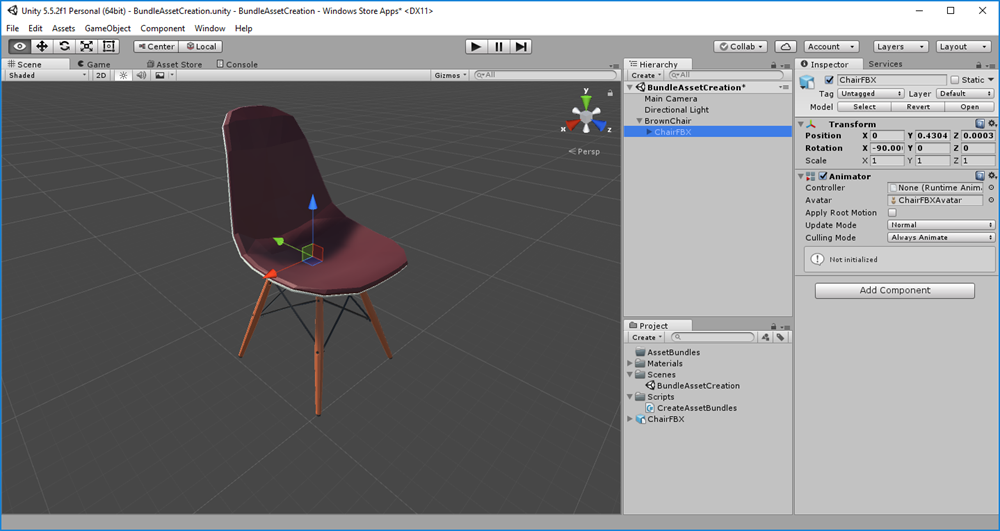 Unity 5.5.2f1 Personal (64bit) - BundleAssetCreation.unity - BundleAssetCreation - Windows Store Apps* <DX11>
File Edit Assets GameObject Component Window Help
Center Local Collab Account Layers Layout
Scene Game Asset Store Console
Shaded 2D Gizmos All
y
x z
Persp
Hierarchy
Create All
BundleAssetCreation*
Main Camera
Directional Light
BrownChair
ChairFBX
Project
Create
AssetBundles
Materials
Scenes
BundleAssetCreation
Scripts
CreateAssetBundles
ChairFBX
Inspector Services
ChairFBX Static
Tag Untagged Layer Default
Model Select Revert Open
Transform
Position X 0 Y 0.4304 Z 0.0003
Rotation X -90.00 Y 0 Z 0
Scale X 1 Y 1 Z 1
Animator
Controller None (Runtime Anim
Avatar ChairFBXAvatar
Apply Root Motion
Update Mode Normal
Culling Mode Always Animate
Not initialized
Add Component